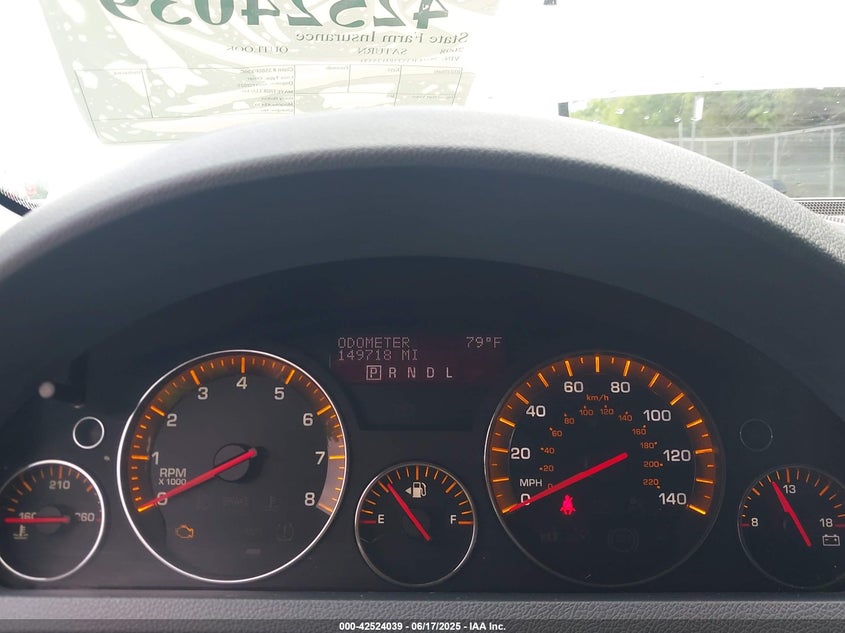 42524039
State Farm Insurance
SATURN OUTLOOK
ODOMETER 79°F
149718 MI
P R N D L
0 1 2 3 4 5 6 7 8
RPM
X 1000
0 20 40 60 80 100 120 140
km/h
0 20 40 60 80 100 120 140 160 180 200 220
MPH
160 210 260
E F
8 13 18
000-42524039 - 06/17/2025 - IAA Inc.